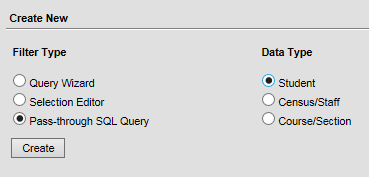 Create New
Filter Type Data Type
Query Wizard Student
Selection Editor Census/Staff
Pass-through SQL Query Course/Section
Create